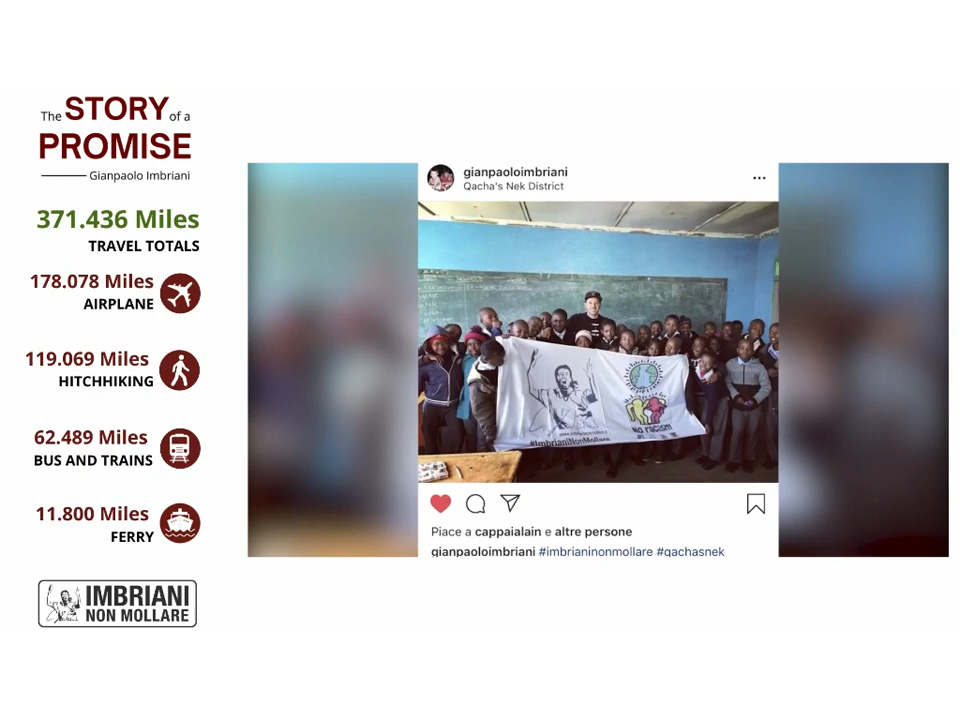 The STORY of a
PROMISE
Gianpaolo Imbriani
371.436 Miles
TRAVEL TOTALS
178.078 Miles
AIRPLANE
119.069 Miles
HITCHHIKING
62.489 Miles
BUS AND TRAINS
11.800 Miles
FERRY
IMBRIANI
NON MOLLARE
gianpaoloimbriani
Qacha's Nek District
#ImbrianiNonMollare
No racism
Piace a cappaialain e altre persone
gianpaoloimbriani #imbrianinonmollare #qachasnek